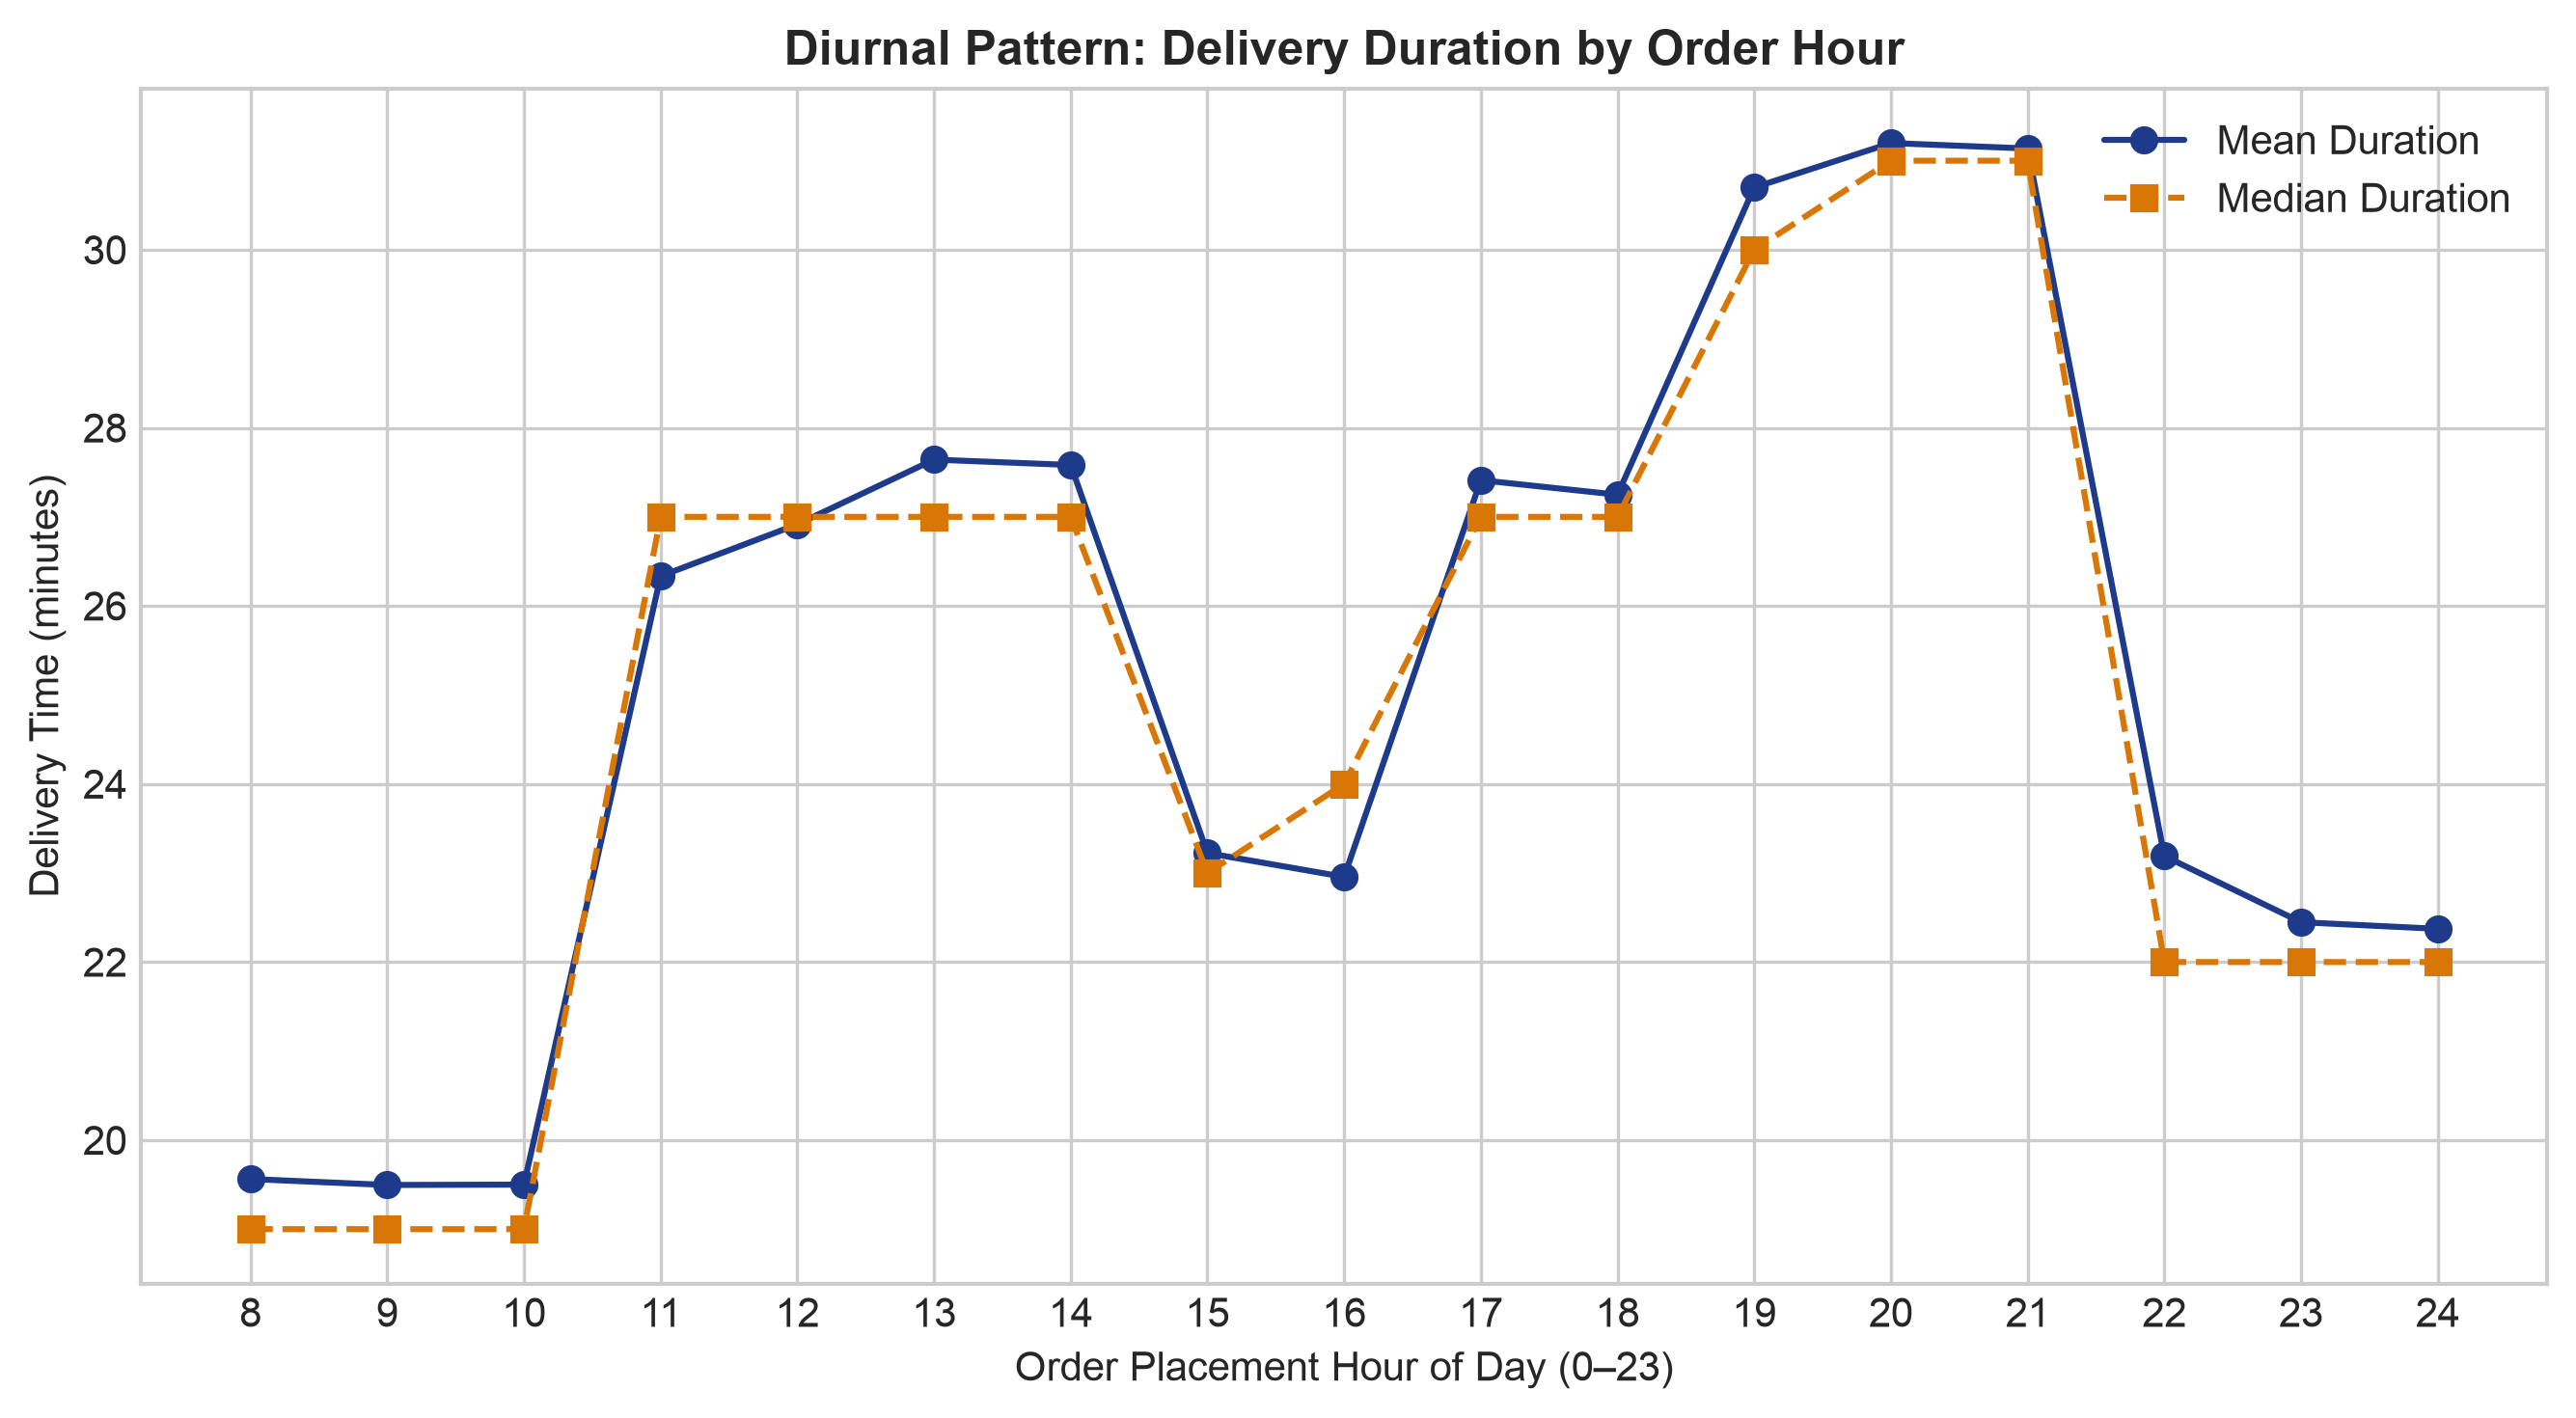 Diurnal Pattern: Delivery Duration by Order Hour
Mean Duration
Median Duration
30
28
26
24
22
20
Delivery Time (minutes)
8 9 10 11 12 13 14 15 16 17 18 19 20 21 22 23 24
Order Placement Hour of Day (0–23)